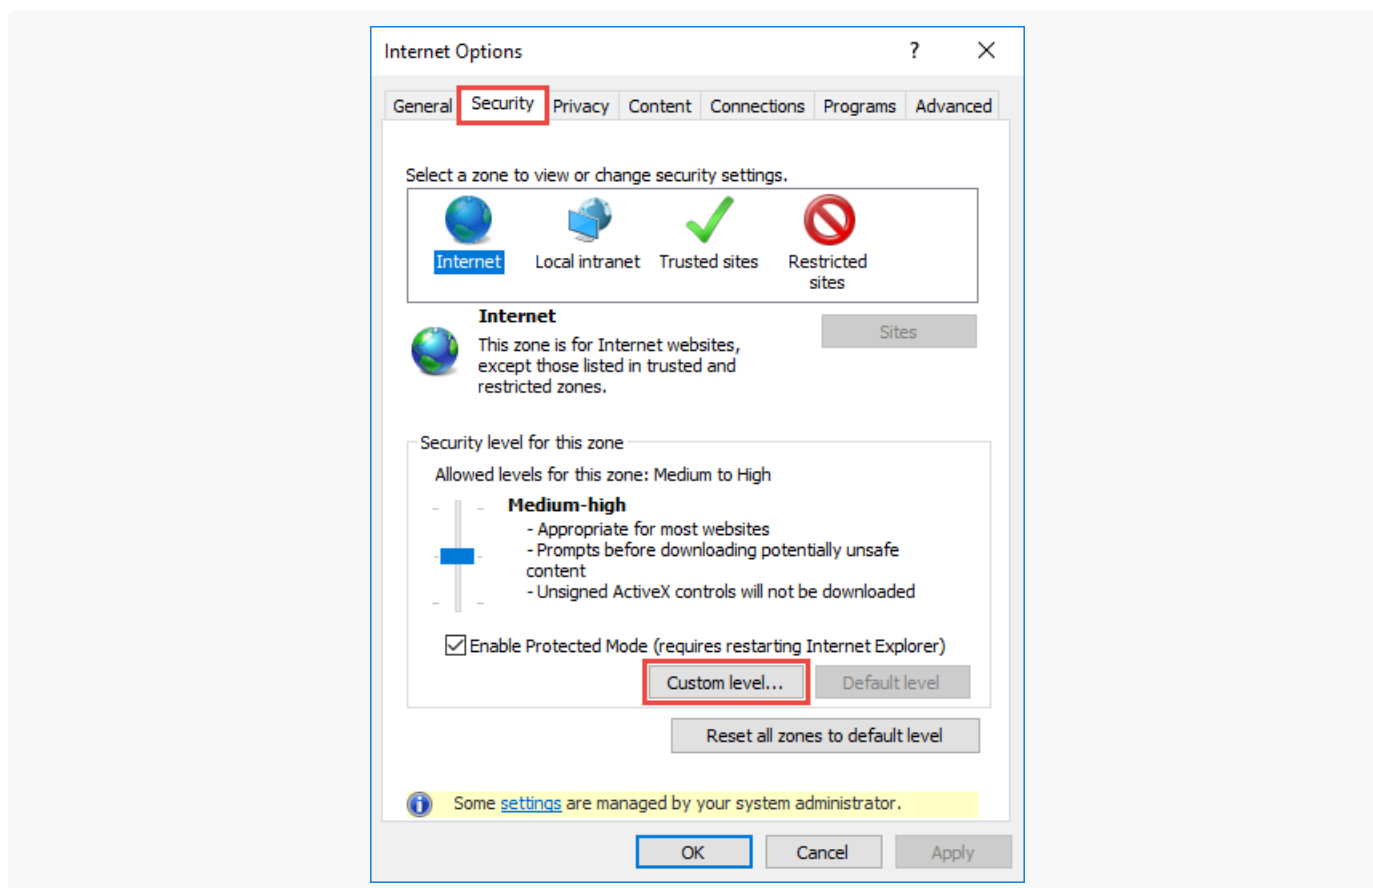 Internet Options ?
General Security Privacy Content Connections Programs Advanced
Select a zone to view or change security settings.
Internet Local intranet Trusted sites Restricted sites
Internet
Sites
This zone is for Internet websites,
except those listed in trusted and
restricted zones.
Security level for this zone
Allowed levels for this zone: Medium to High
Medium-high
- Appropriate for most websites
- Prompts before downloading potentially unsafe
content
- Unsigned ActiveX controls will not be downloaded
Enable Protected Mode (requires restarting Internet Explorer)
Custom level... Default level
Reset all zones to default level
Some settings are managed by your system administrator.
OK Cancel Apply